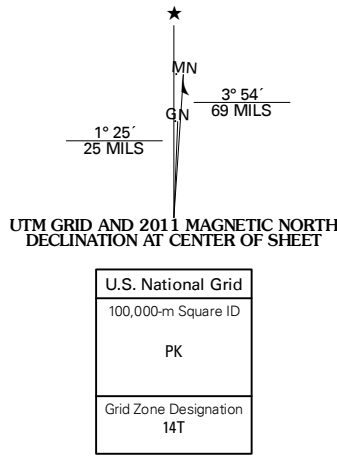 ★
MN
GN
3° 54´
69 MILS
1° 25´
25 MILS
UTM GRID AND 2011 MAGNETIC NORTH
DECLINATION AT CENTER OF SHEET
U.S. National Grid
100,000-m Square ID
PK
Grid Zone Designation
14T